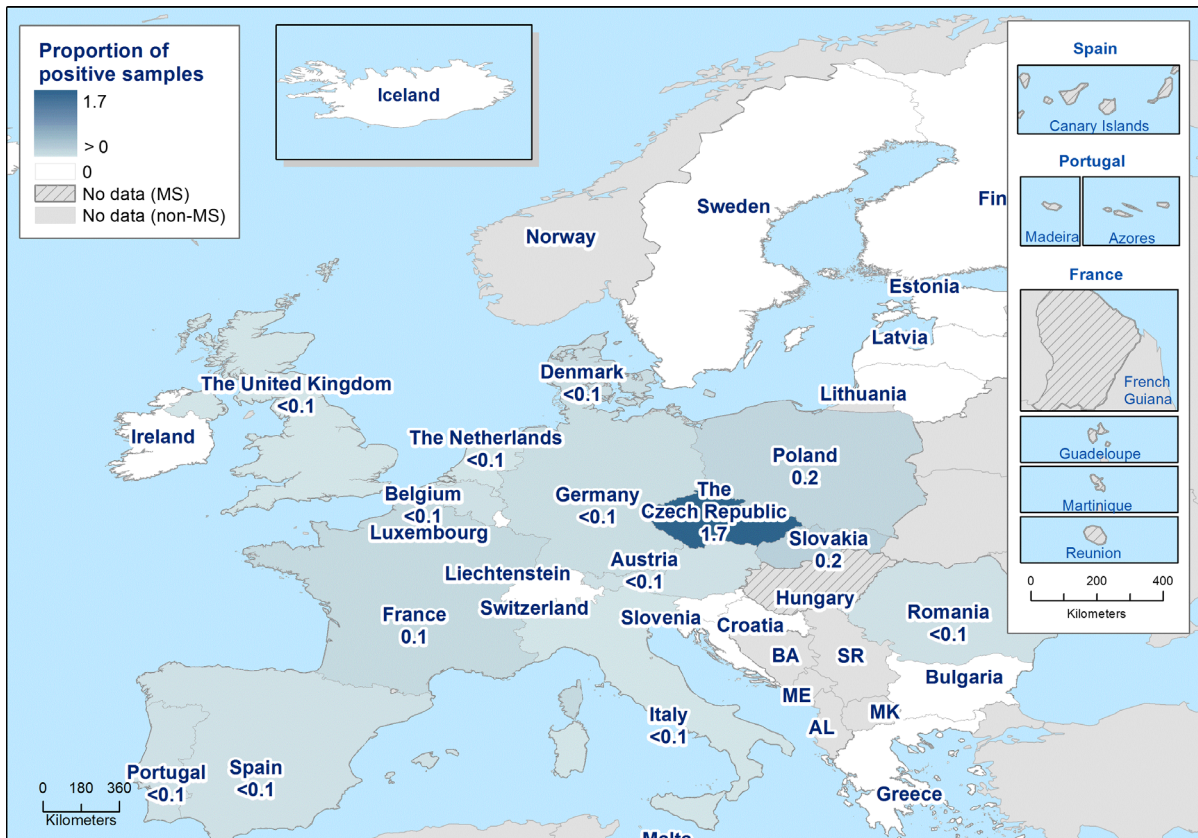 Proportion of
positive samples
1.7
> 0
0
No data (MS)
No data (non-MS)
Iceland
Spain
Canary Islands
Portugal
Madeira
Azores
France
French
Guiana
Guadeloupe
Martinique
Reunion
0 200 400
Kilometers
Norway
Sweden
Fin
Estonia
Latvia
Lithuania
Denmark
<0.1
The United Kingdom
<0.1
Ireland
The Netherlands
<0.1
Belgium
<0.1
Luxembourg
Germany
<0.1
Poland
0.2
The
Czech Republic
1.7
Slovakia
0.2
Austria
<0.1
Liechtenstein
Switzerland
France
0.1
Slovenia
Hungary
Croatia
Romania
<0.1
BA
SR
Bulgaria
ME
MK
AL
Italy
<0.1
Portugal
<0.1
Spain
<0.1
Greece
Malta
0 180 360
Kilometers